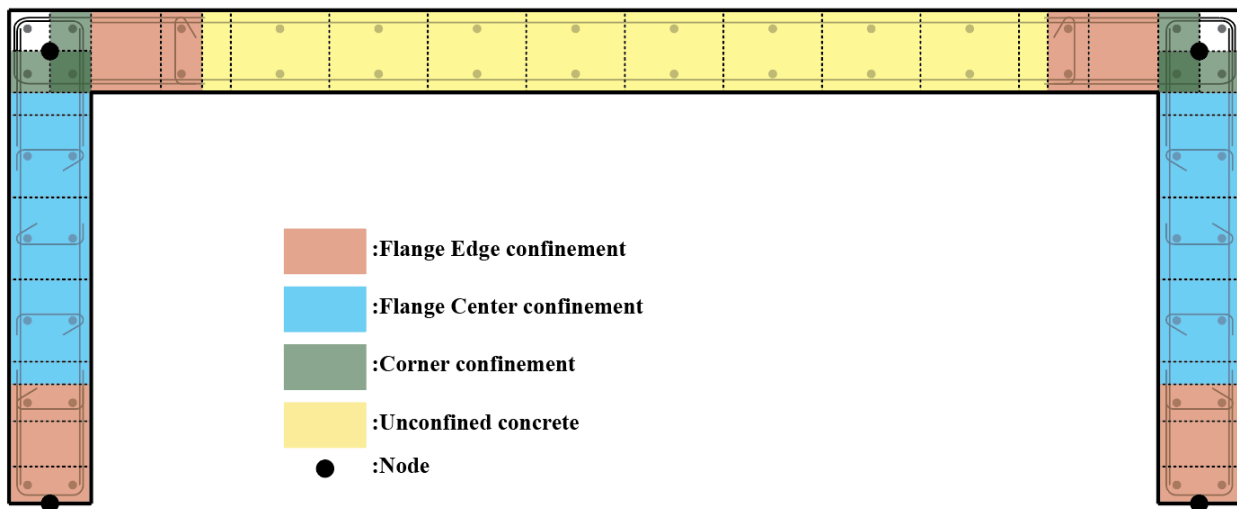 :Flange Edge confinement
:Flange Center confinement
:Corner confinement
:Unconfined concrete
:Node